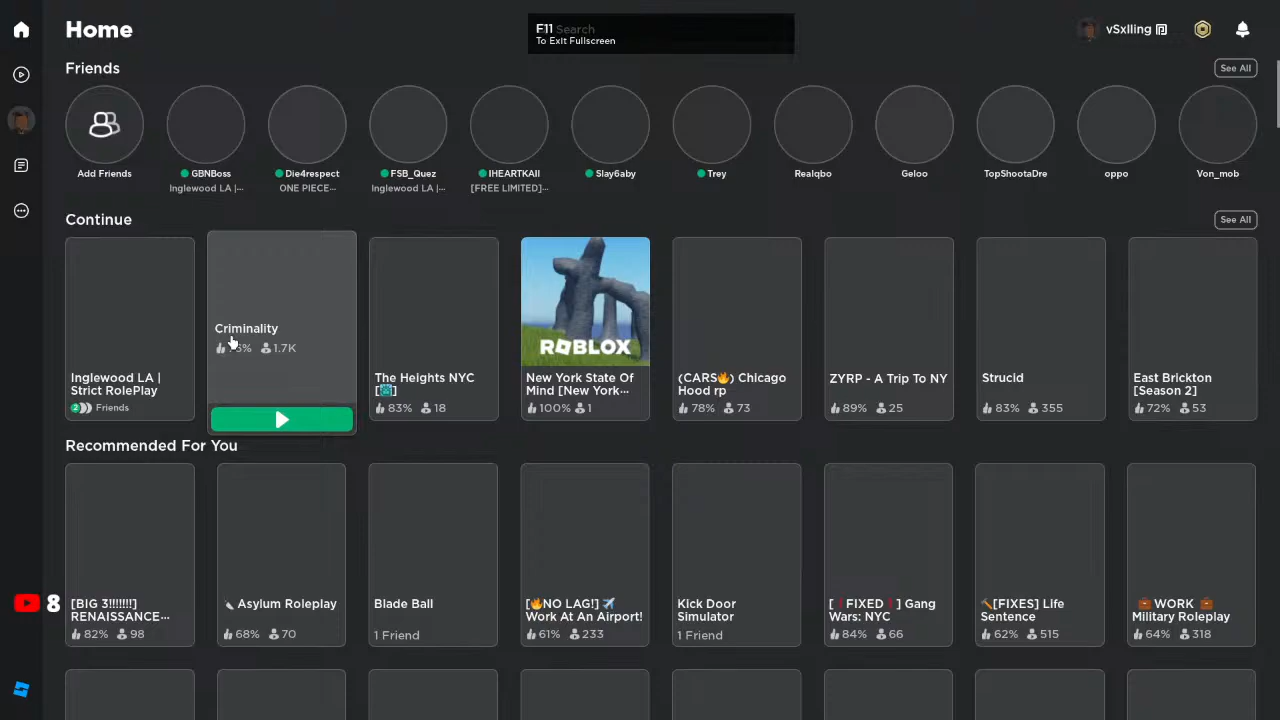 Home
F11 Search
To Exit Fullscreen
vSxlling
Friends
See All
Add Friends
GBNBoss
Inglewood LA |···
Die4respect
ONE PIECE···
FSB_Quez
Inglewood LA |···
IHEARTKAII
[FREE LIMITED]···
Slay6aby
Trey
Realqbo
Geloo
TopShootaDre
oppo
Von_mob
Continue
See All
Inglewood LA |
Strict RolePlay
2 Friends
Criminality
1.7K
The Heights NYC
83% 18
ROBLOX
New York State Of
Mind [New York···
100% 1
(CARS🔥) Chicago
Hood rp
78% 73
ZYRP - A Trip To NY
89% 25
Strucid
83% 355
East Brickton
[Season 2]
72% 53
Recommended For You
[BIG 3!!!!!!!]
RENAISSANCE···
82% 98
🔪 Asylum Roleplay
68% 70
Blade Ball
1 Friend
[🔥NO LAG!] ✈️
Work At An Airport!
61% 233
Kick Door
Simulator
1 Friend
[❗FIXED❗] Gang
Wars: NYC
84% 66
🔨[FIXES] Life
Sentence
62% 515
💼 WORK 💼
Military Roleplay
64% 318
8